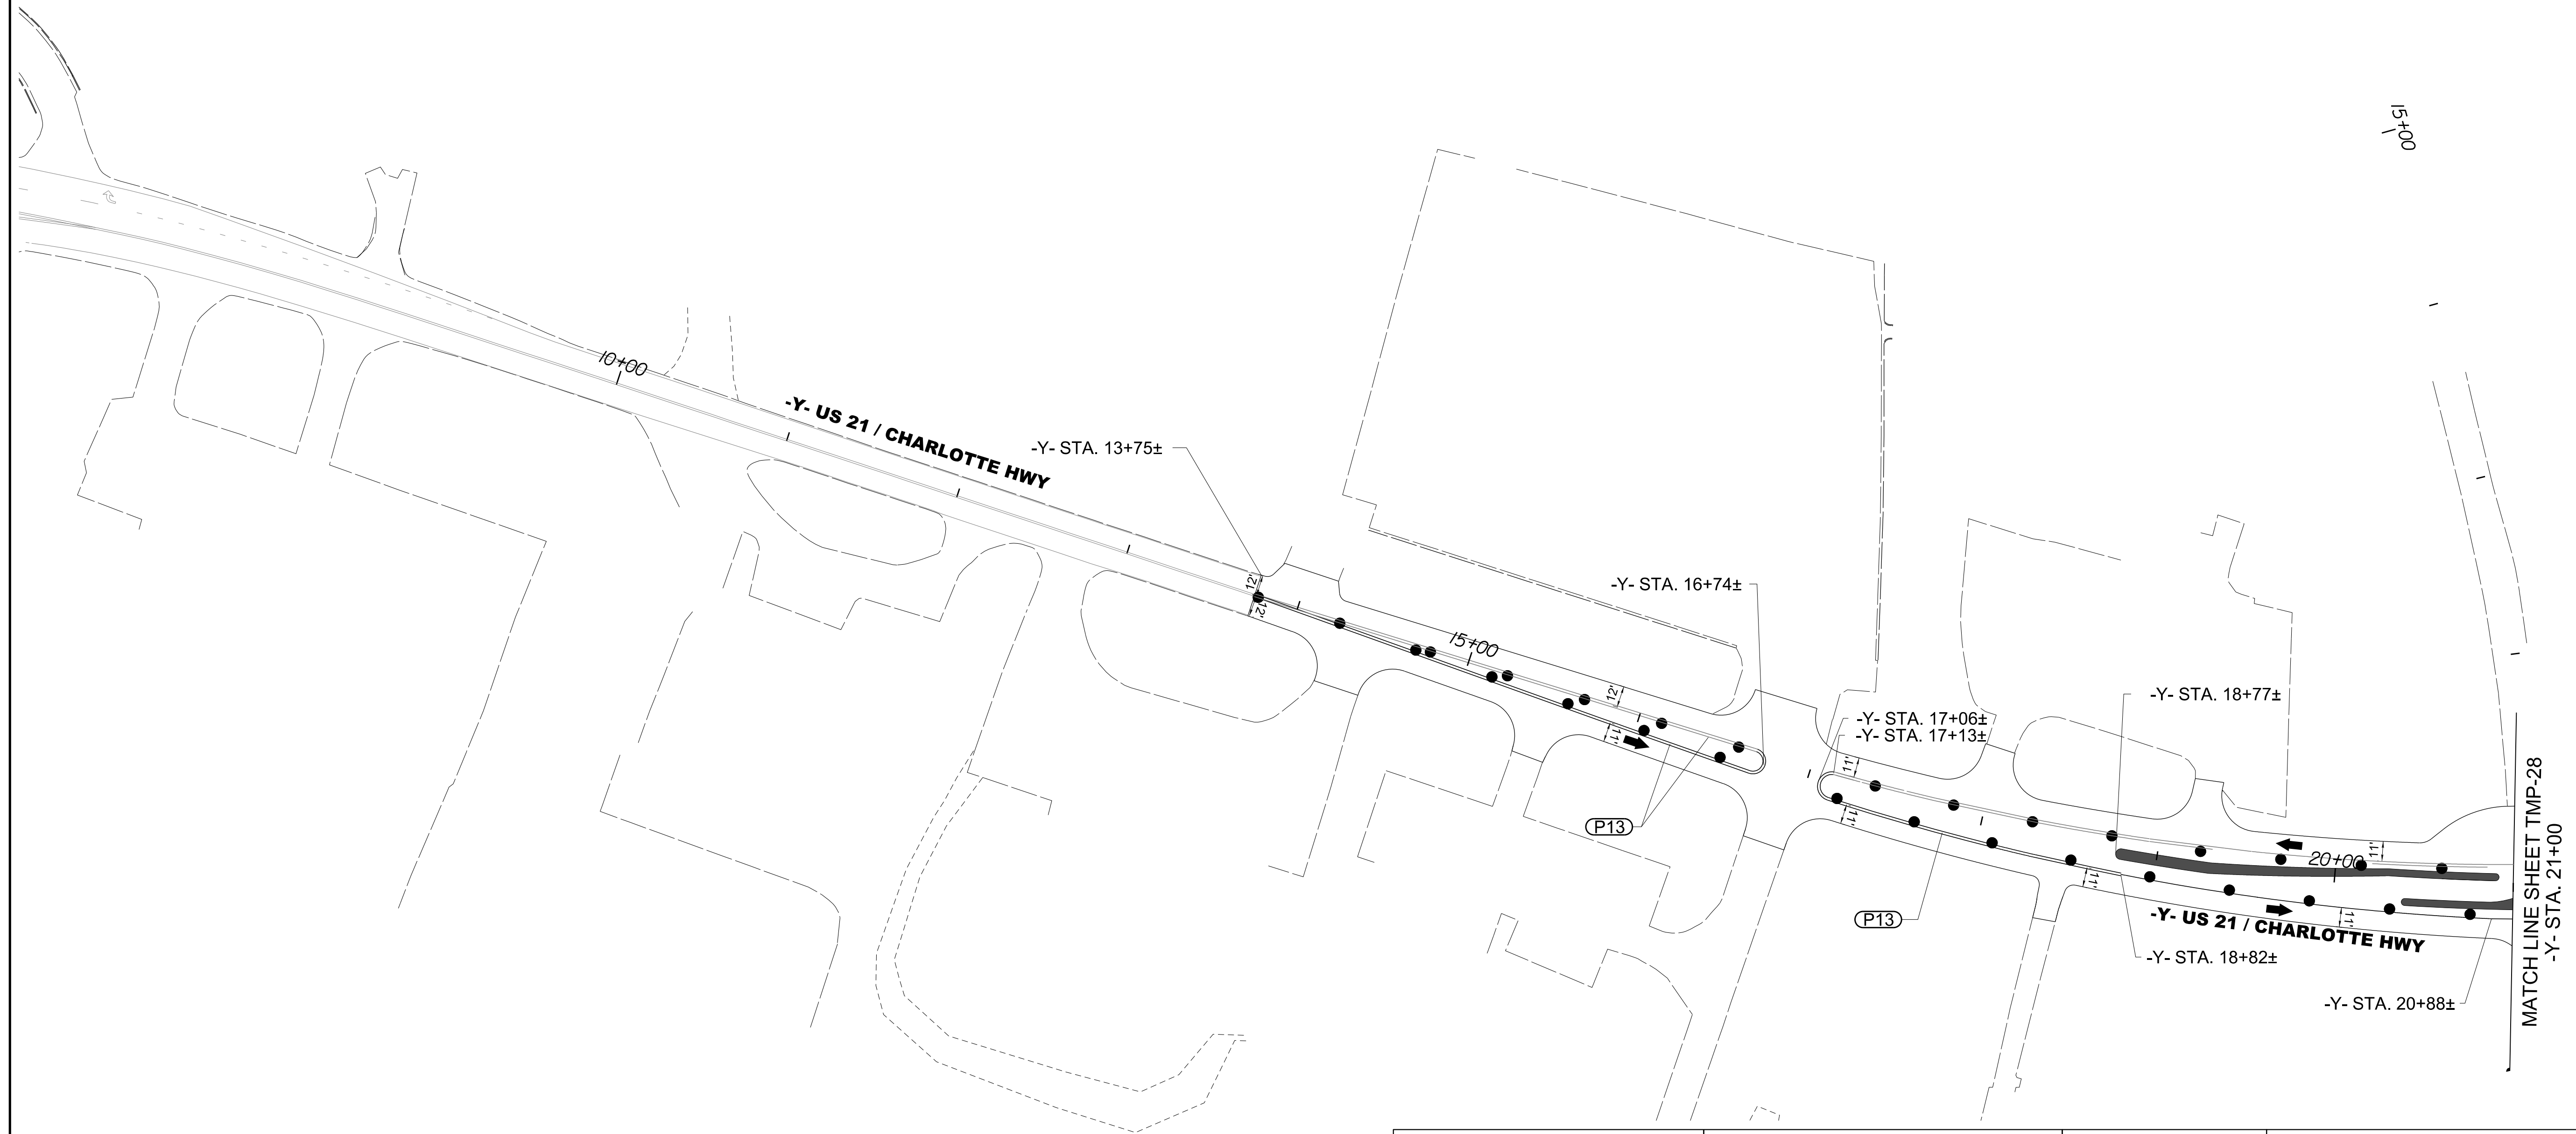 15+00
10+00
-Y- US 21 / CHARLOTTE HWY
-Y- STA. 13+75±
12'
12'
-Y- STA. 16+74±
15+00
12'
11'
P13
-Y- STA. 17+06±
-Y- STA. 17+13±
11'
11'
P13
-Y- STA. 18+77±
11'
20+00
11'
11'
-Y- US 21 / CHARLOTTE HWY
-Y- STA. 18+82±
-Y- STA. 20+88±
MATCH LINE SHEET TMP-28
-Y- STA. 21+00